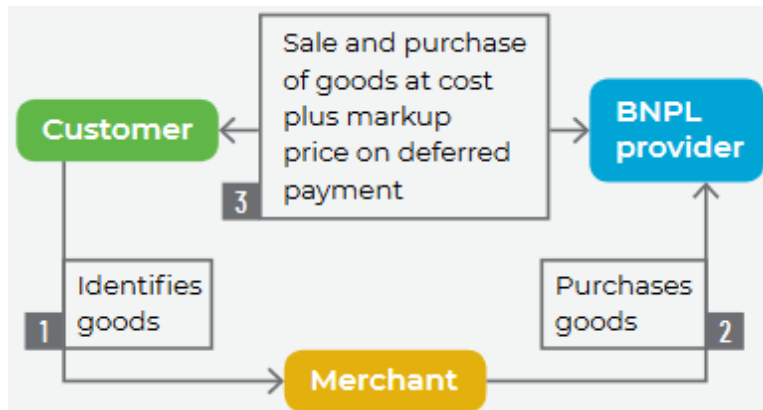 Sale and purchase
of goods at cost
plus markup
price on deferred
payment
3
Customer
BNPL
provider
Identifies
goods
1
Purchases
goods
2
Merchant